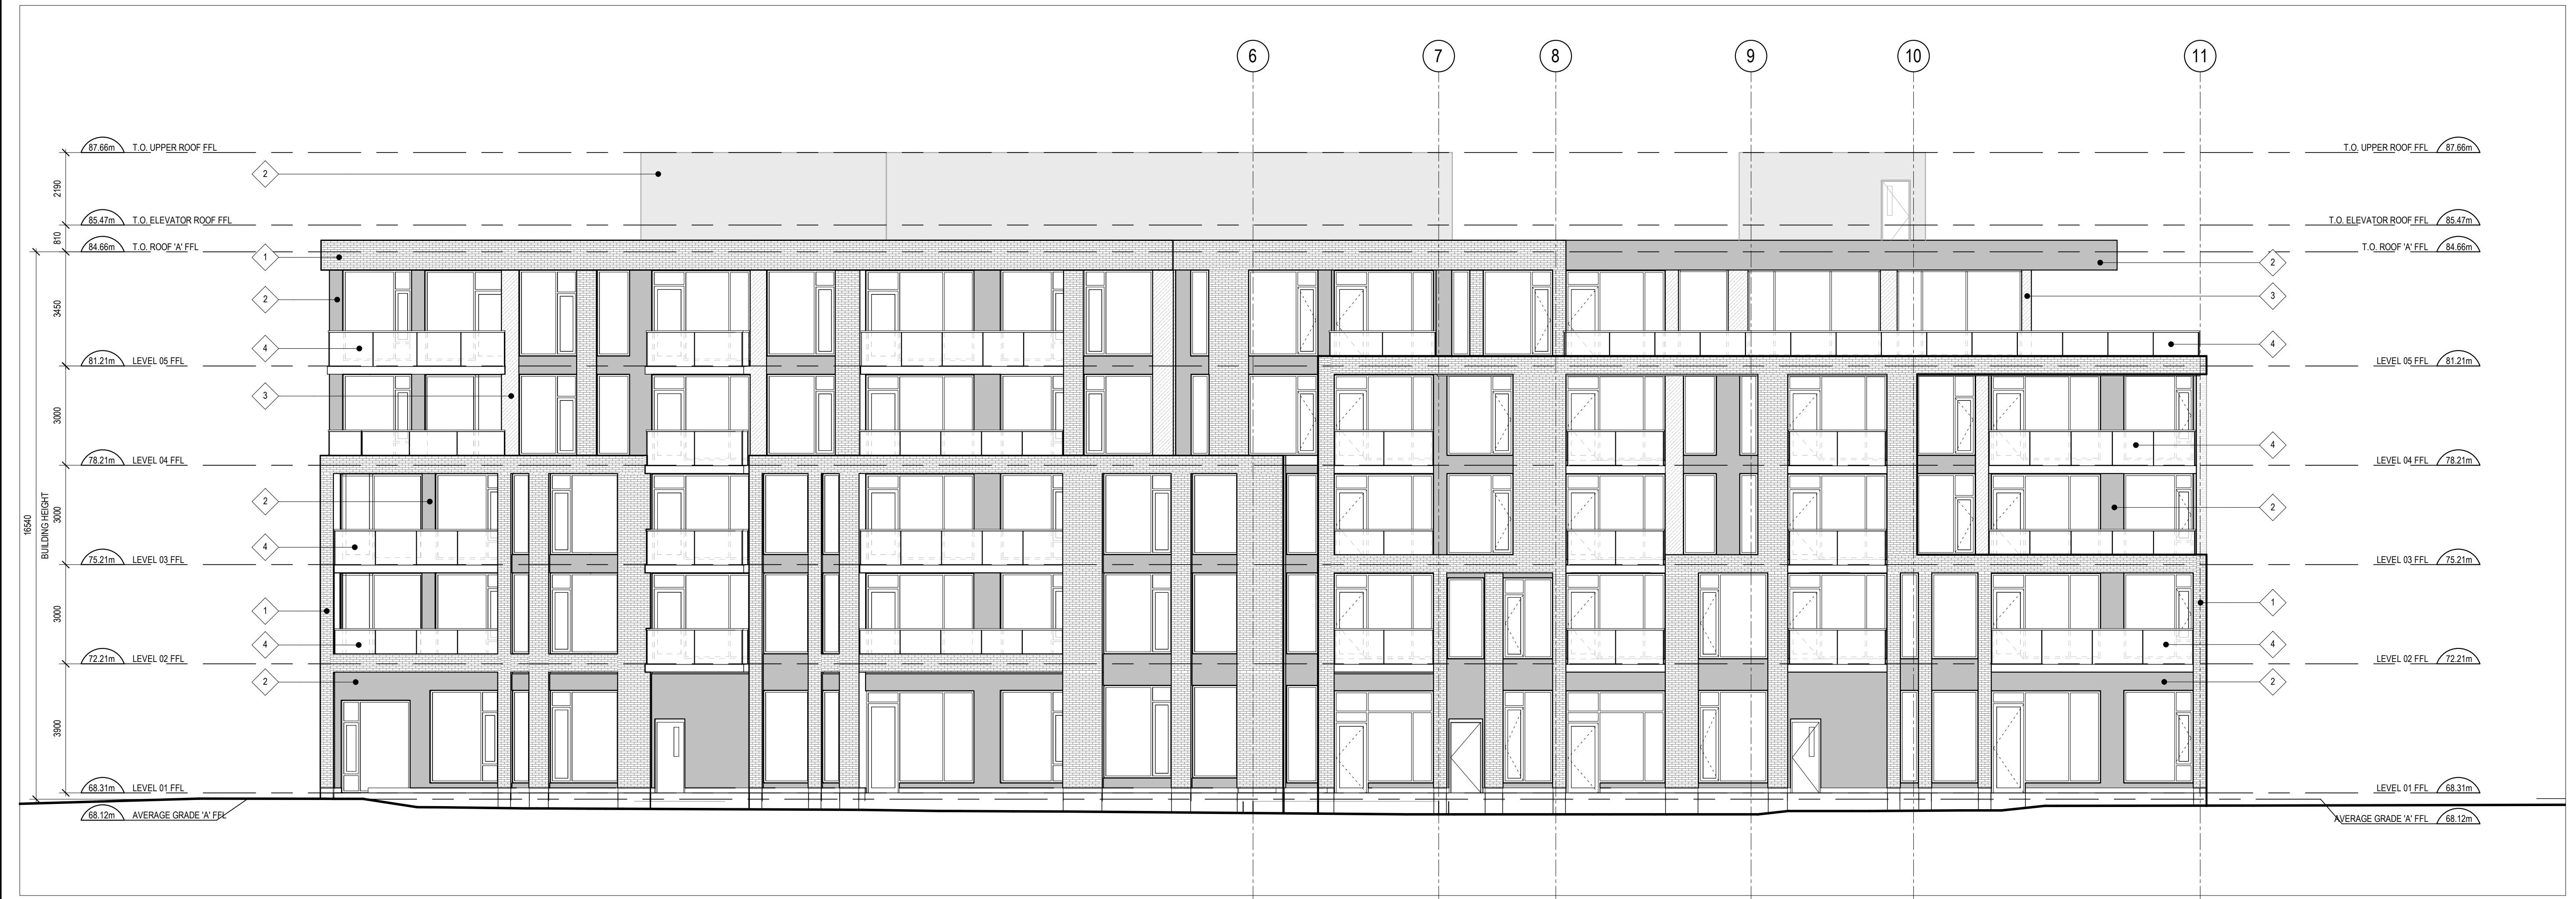 6 7 8 9 10 11
87.66m T.O. UPPER ROOF FFL
T.O. UPPER ROOF FFL 87.66m
2
2190
85.47m T.O. ELEVATOR ROOF FFL
T.O. ELEVATOR ROOF FFL 85.47m
810
84.66m T.O. ROOF 'A' FFL
T.O. ROOF 'A' FFL 84.66m
1
2
2
3
3450
4
4
81.21m LEVEL 05 FFL
LEVEL 05 FFL 81.21m
3
3000
4
78.21m LEVEL 04 FFL
LEVEL 04 FFL 78.21m
2
2
16540
BUILDING HEIGHT
3000
4
75.21m LEVEL 03 FFL
LEVEL 03 FFL 75.21m
1
1
3000
4
4
72.21m LEVEL 02 FFL
LEVEL 02 FFL 72.21m
2
2
3900
68.31m LEVEL 01 FFL
LEVEL 01 FFL 68.31m
68.12m AVERAGE GRADE 'A' FFL
AVERAGE GRADE 'A' FFL 68.12m